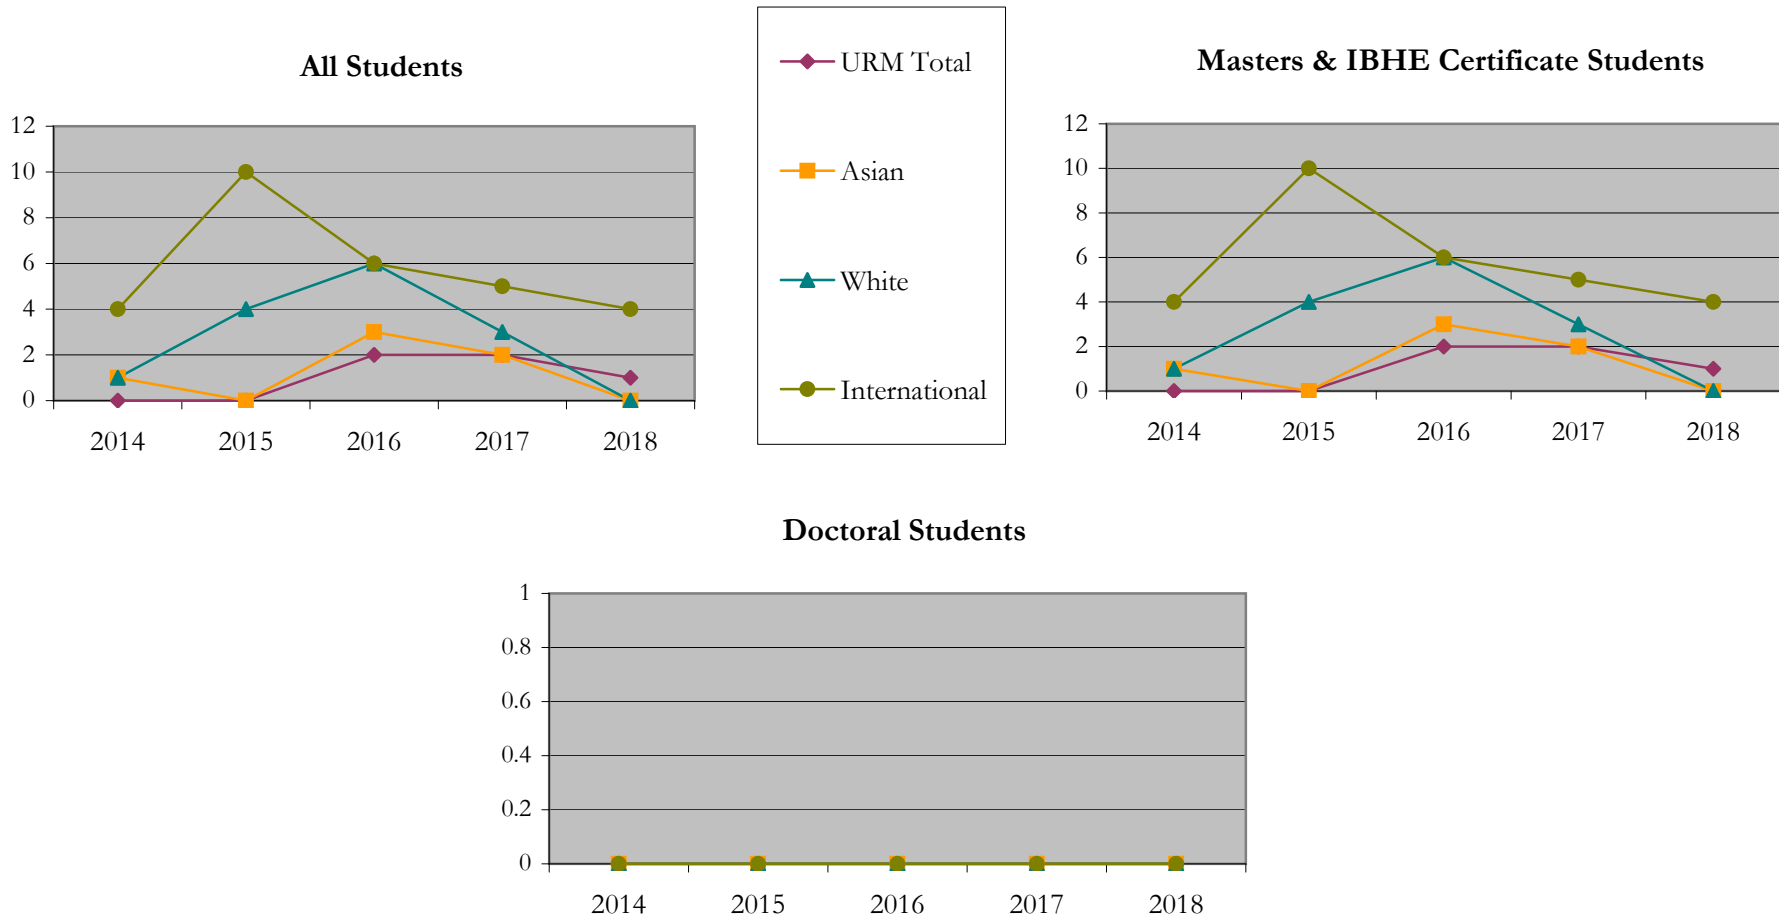 All Students
12
10
8
6
4
2
0
2014 2015 2016 2017 2018
URM Total
Asian
White
International
Masters & IBHE Certificate Students
12
10
8
6
4
2
0
2014 2015 2016 2017 2018
Doctoral Students
1
0.8
0.6
0.4
0.2
0
2014 2015 2016 2017 2018